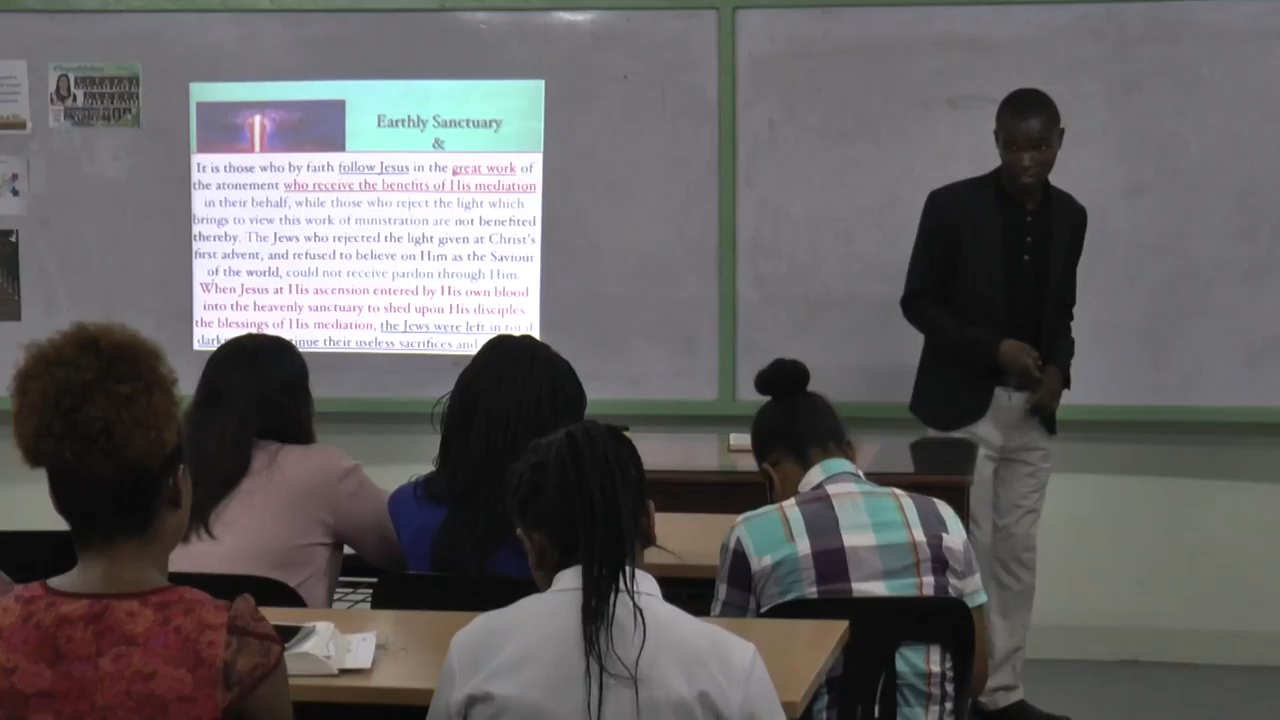 Earthly Sanctuary
&
It is those who by faith follow Jesus in the great work of
the atonement who receive the benefits of His mediation
in their behalf, while those who reject the light which
brings to view this work of ministration are not benefited
thereby. The Jews who rejected the light given at Christ's
first advent, and refused to believe on Him as the Saviour
of the world, could not receive pardon through Him.
When Jesus at His ascension entered by His own blood
into the heavenly sanctuary to shed upon His disciples
the blessings of His mediation, the Jews were left in total
their useless sacrifices and